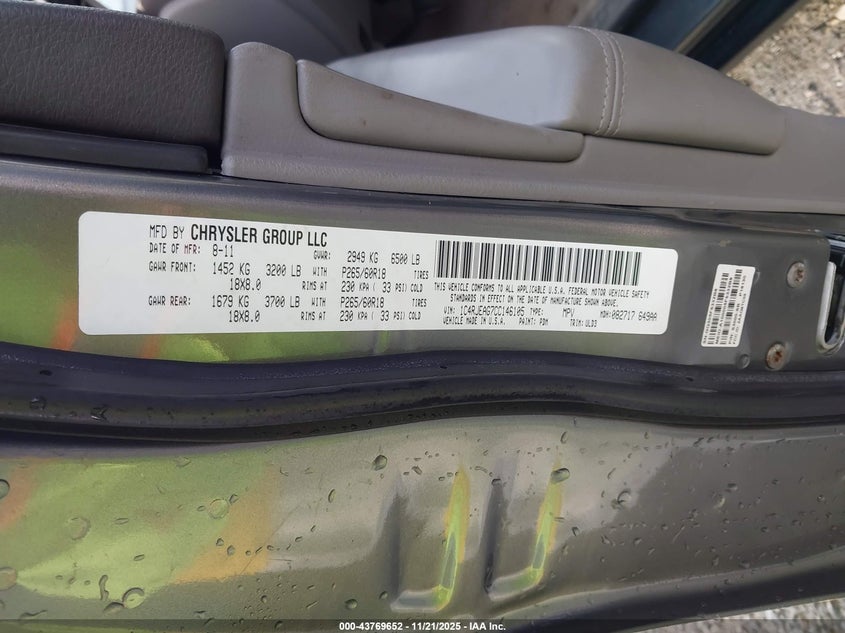 MFD BY CHRYSLER GROUP LLC
DATE OF MFR: 8-11 GVWR: 2949 KG 6500 LB
GAWR FRONT: 1452 KG 3200 LB WITH P265/60R18 TIRES
18X8.0 RIMS AT 230 KPA ( 33 PSI) COLD
GAWR REAR: 1679 KG 3700 LB WITH P265/60R18 TIRES
18X8.0 RIMS AT 230 KPA ( 33 PSI) COLD
THIS VEHICLE CONFORMS TO ALL APPLICABLE U.S.A. FEDERAL MOTOR VEHICLE SAFETY
STANDARDS IN EFFECT ON THE DATE OF MANUFACTURE SHOWN ABOVE.
VIN: 1C4RJEAG7CC146105 TYPE: MPV MDH: 082717 649AA
VEHICLE MADE IN U.S.A. PAINT: PDM TRIM: ULD3
000-43769652 - 11/21/2025 - IAA Inc.